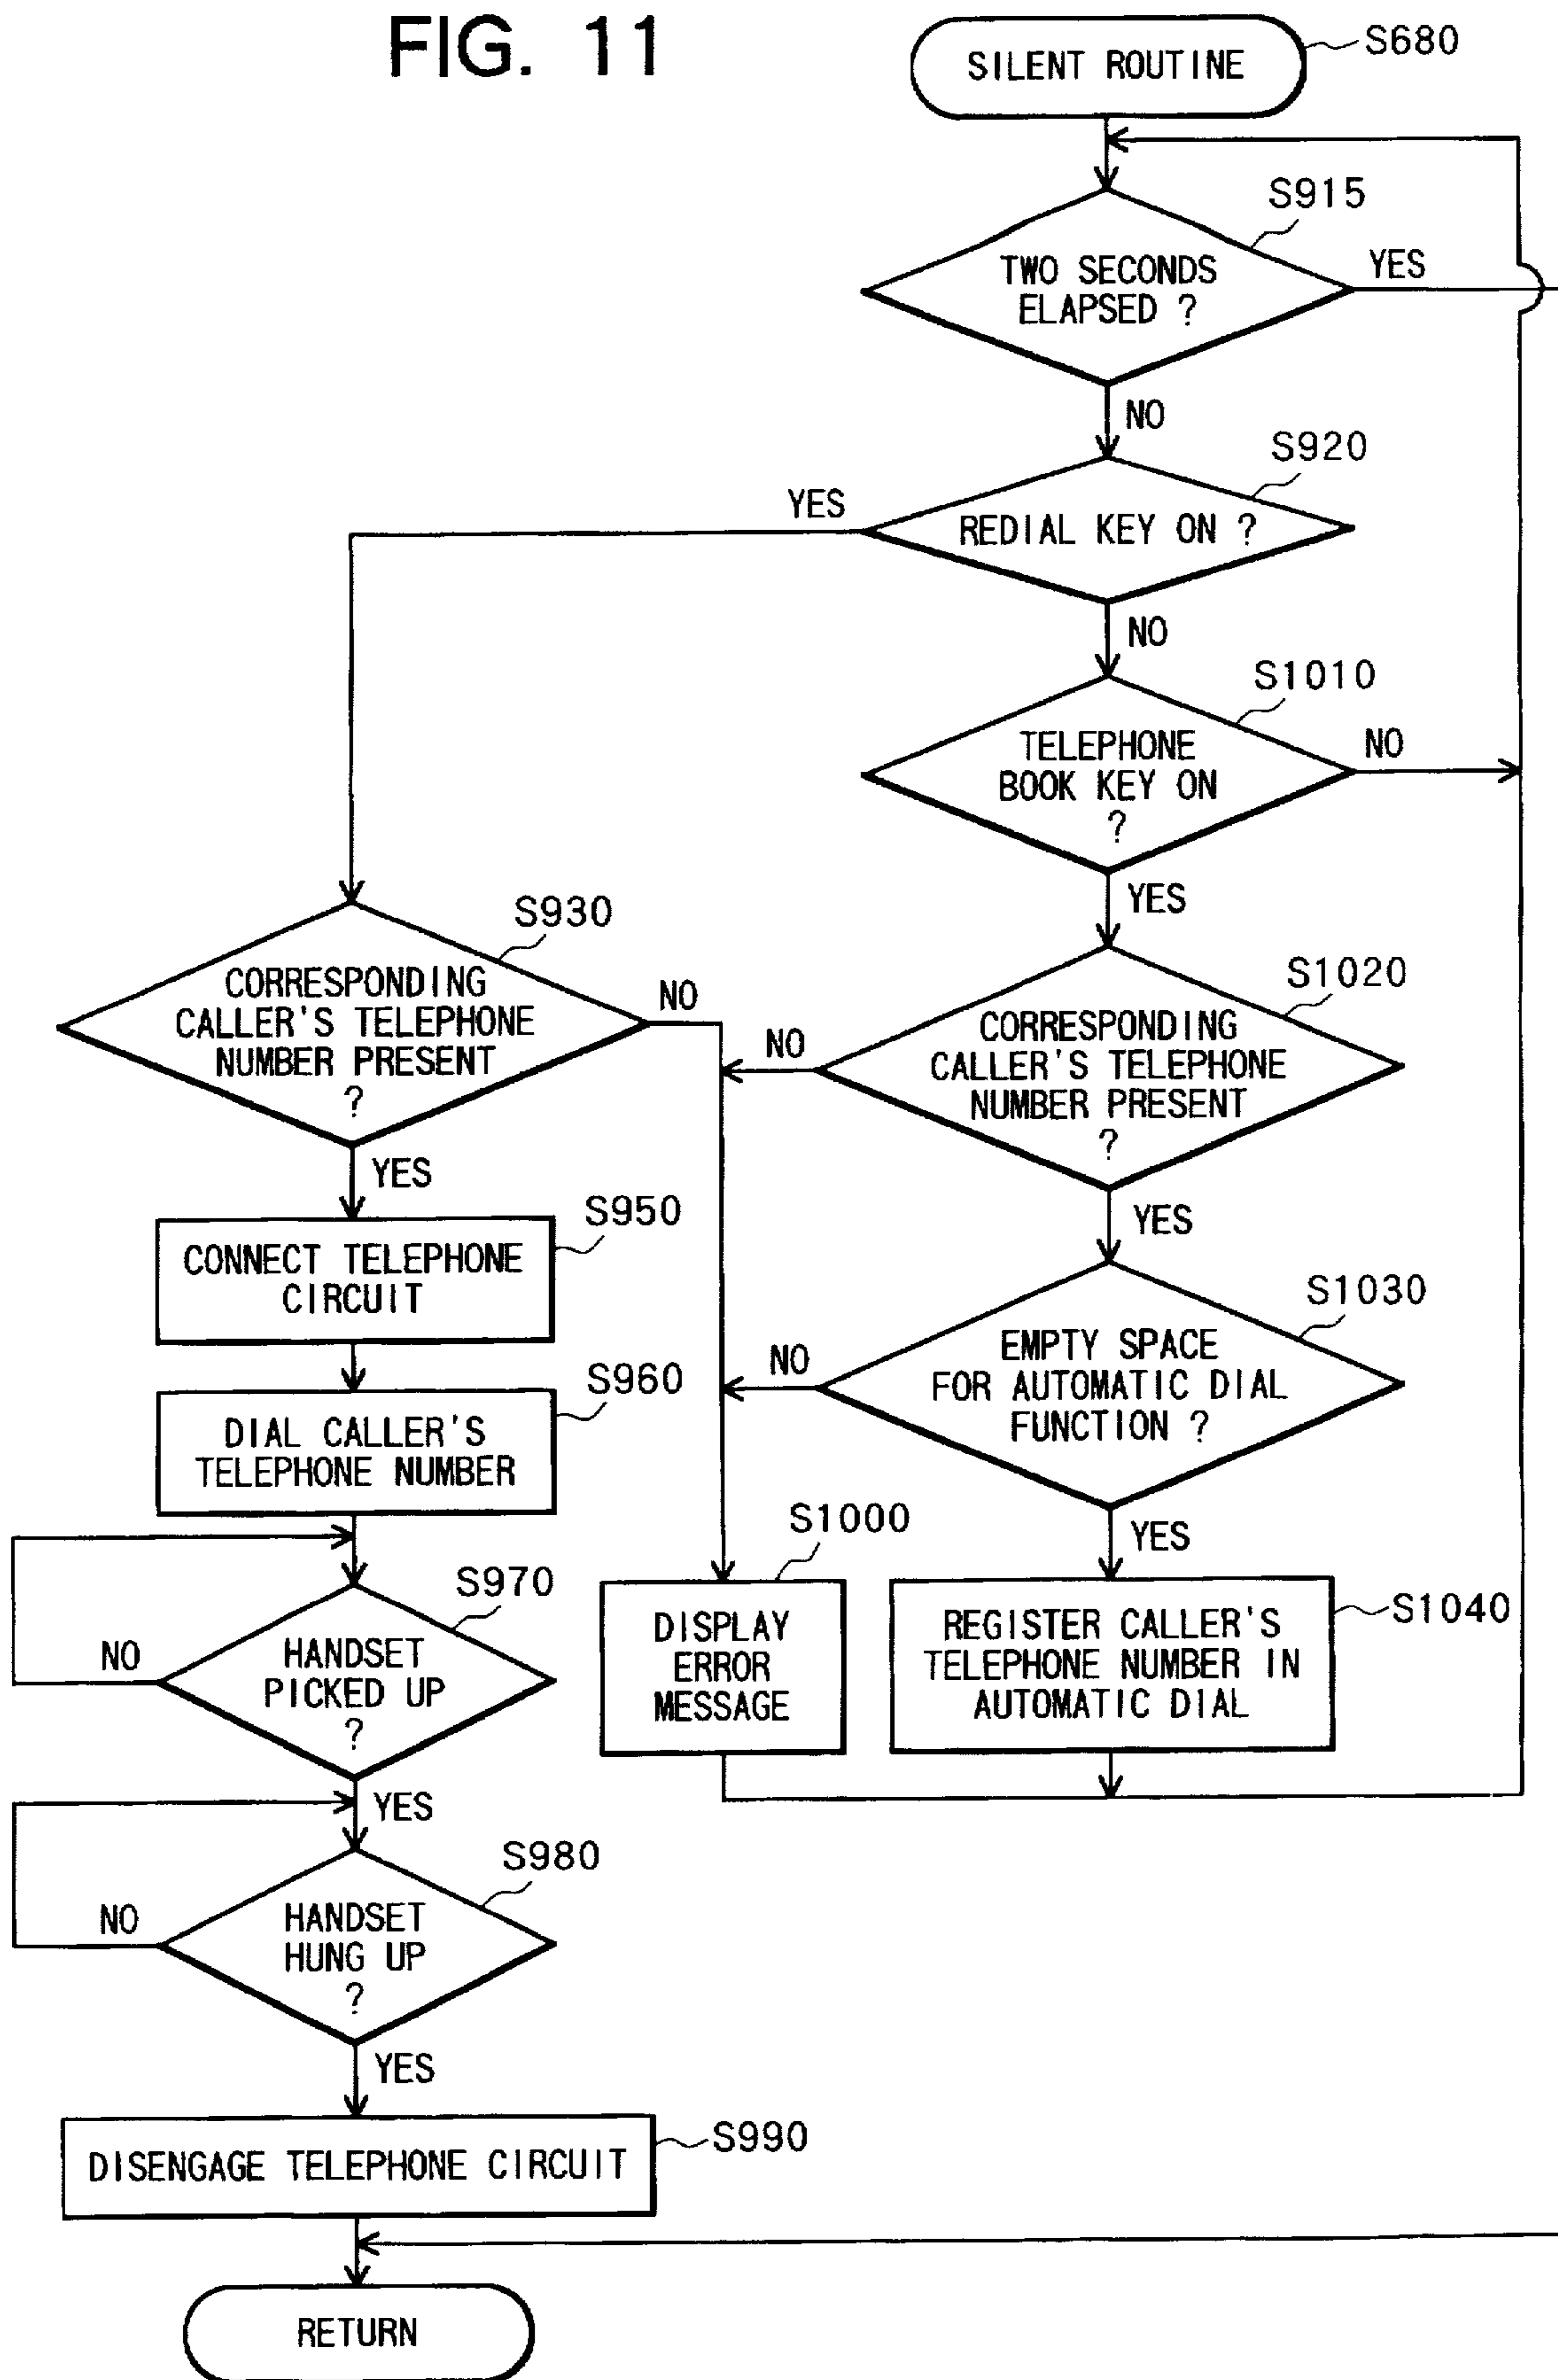 FIG. 11
SILENT ROUTINE
S680
S915
TWO SECONDS
ELAPSED ?
YES
NO
S920
YES
REDIAL KEY ON ?
NO
S1010
TELEPHONE
BOOK KEY ON
?
NO
YES
S930
CORRESPONDING
CALLER'S TELEPHONE
NUMBER PRESENT
?
NO
YES
S1020
NO
CORRESPONDING
CALLER'S TELEPHONE
NUMBER PRESENT
?
YES
S950
CONNECT TELEPHONE
CIRCUIT
S1030
NO
EMPTY SPACE
FOR AUTOMATIC DIAL
FUNCTION ?
YES
S960
DIAL CALLER'S
TELEPHONE NUMBER
S1000
DISPLAY
ERROR
MESSAGE
REGISTER CALLER'S
TELEPHONE NUMBER IN
AUTOMATIC DIAL
S1040
S970
NO
HANDSET
PICKED UP
?
YES
S980
NO
HANDSET
HUNG UP
?
YES
DISENGAGE TELEPHONE CIRCUIT
S990
RETURN